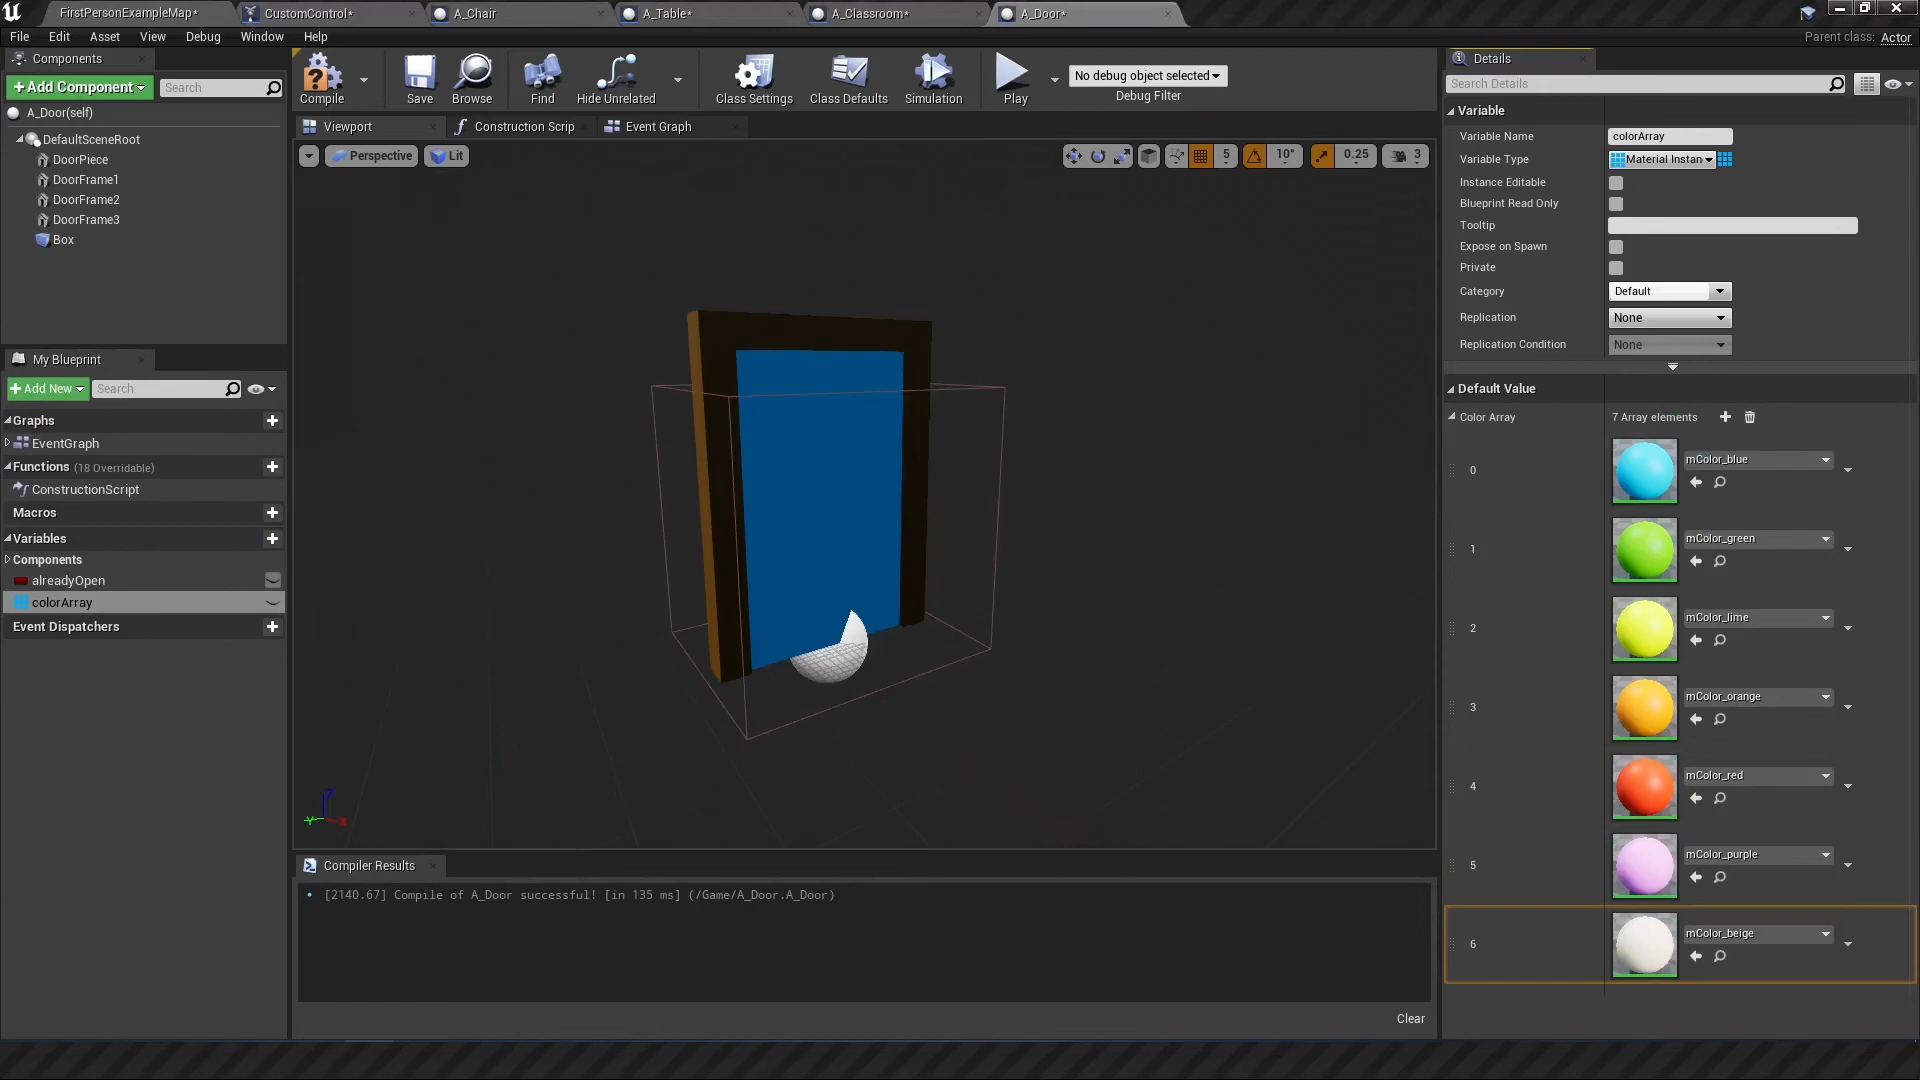 FirstPersonExampleMap*
CustomControl*
A_Chair
A_Table*
A_Classroom*
A_Door*
File Edit Asset View Debug Window Help
Parent class: Actor
Components
+Add Component
Search
A_Door(self)
DefaultSceneRoot
DoorPiece
DoorFrame1
DoorFrame2
DoorFrame3
Box
My Blueprint
+Add New
Search
Graphs
EventGraph
Functions (18 Overridable)
ConstructionScript
Macros
Variables
Components
alreadyOpen
colorArray
Event Dispatchers
Compile
Save
Browse
Find
Hide Unrelated
Class Settings
Class Defaults
Simulation
Play
No debug object selected
Debug Filter
Viewport
Construction Scrip
Event Graph
Perspective
Lit
5
10°
0.25
3
Z
Y
X
Compiler Results
[2140.67] Compile of A_Door successful! [in 135 ms] (/Game/A_Door.A_Door)
Clear
Details
Search Details
Variable
Variable Name colorArray
Variable Type Material Instan
Instance Editable
Blueprint Read Only
Tooltip
Expose on Spawn
Private
Category Default
Replication None
Replication Condition None
Default Value
Color Array 7 Array elements
0 mColor_blue
1 mColor_green
2 mColor_lime
3 mColor_orange
4 mColor_red
5 mColor_purple
6 mColor_beige